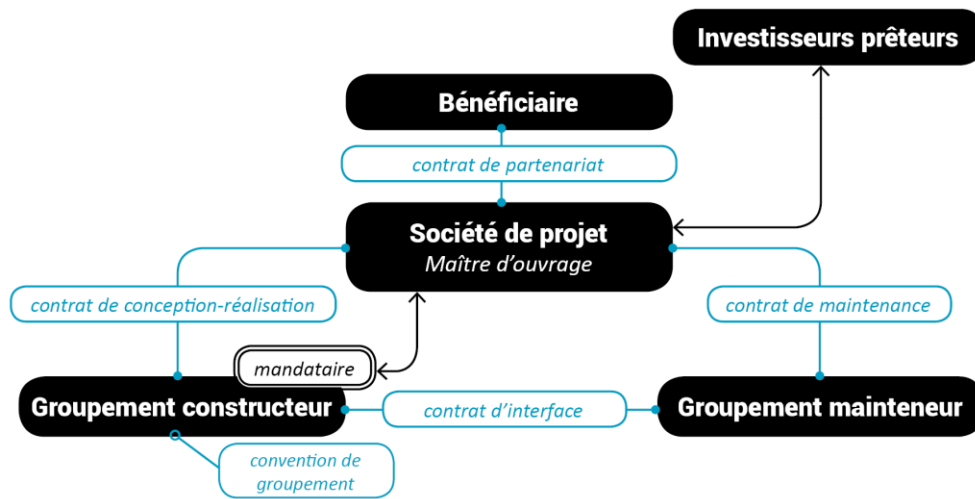 Investisseurs prêteurs
Bénéficiaire
contrat de partenariat
Société de projet
Maître d'ouvrage
contrat de conception-réalisation
contrat de maintenance
mandataire
Groupement constructeur
contrat d'interface
Groupement mainteneur
convention de
groupement